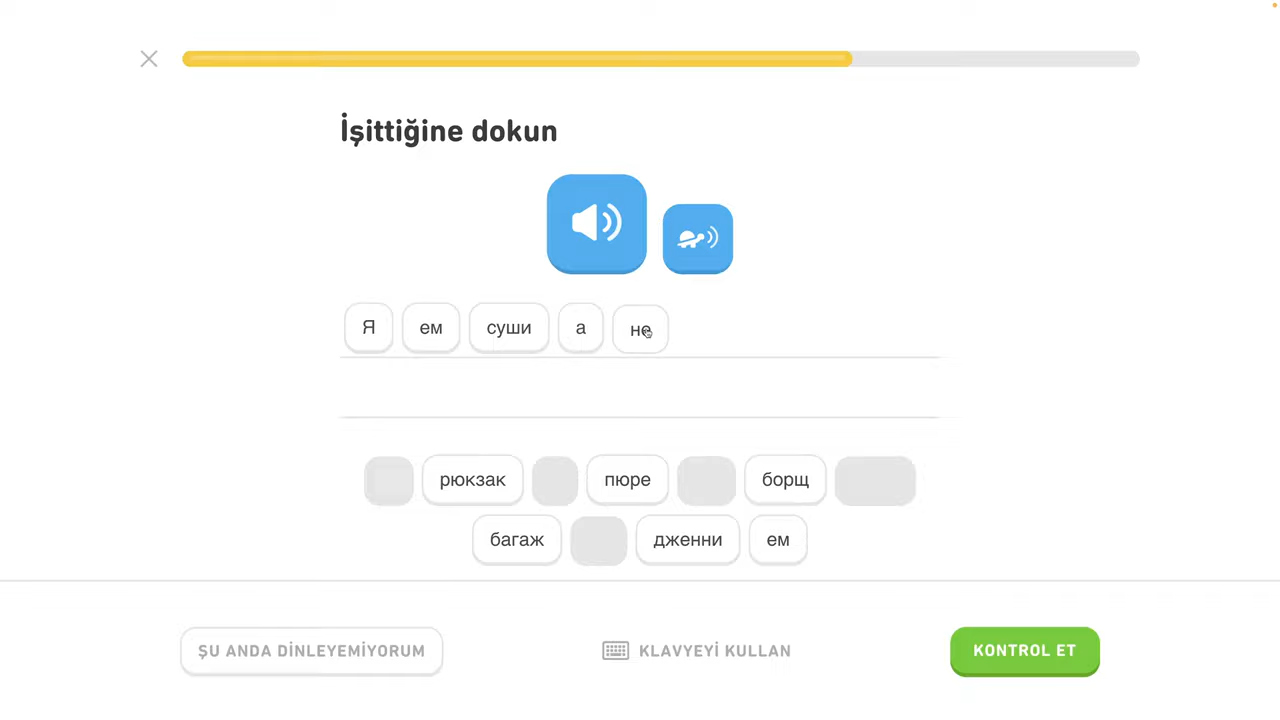 İşittiğine dokun
Я ем суши а не
рюкзак пюре борщ
багаж дженни ем
ŞU ANDA DİNLEYEMİYORUM KLAVYEYİ KULLAN KONTROL ET